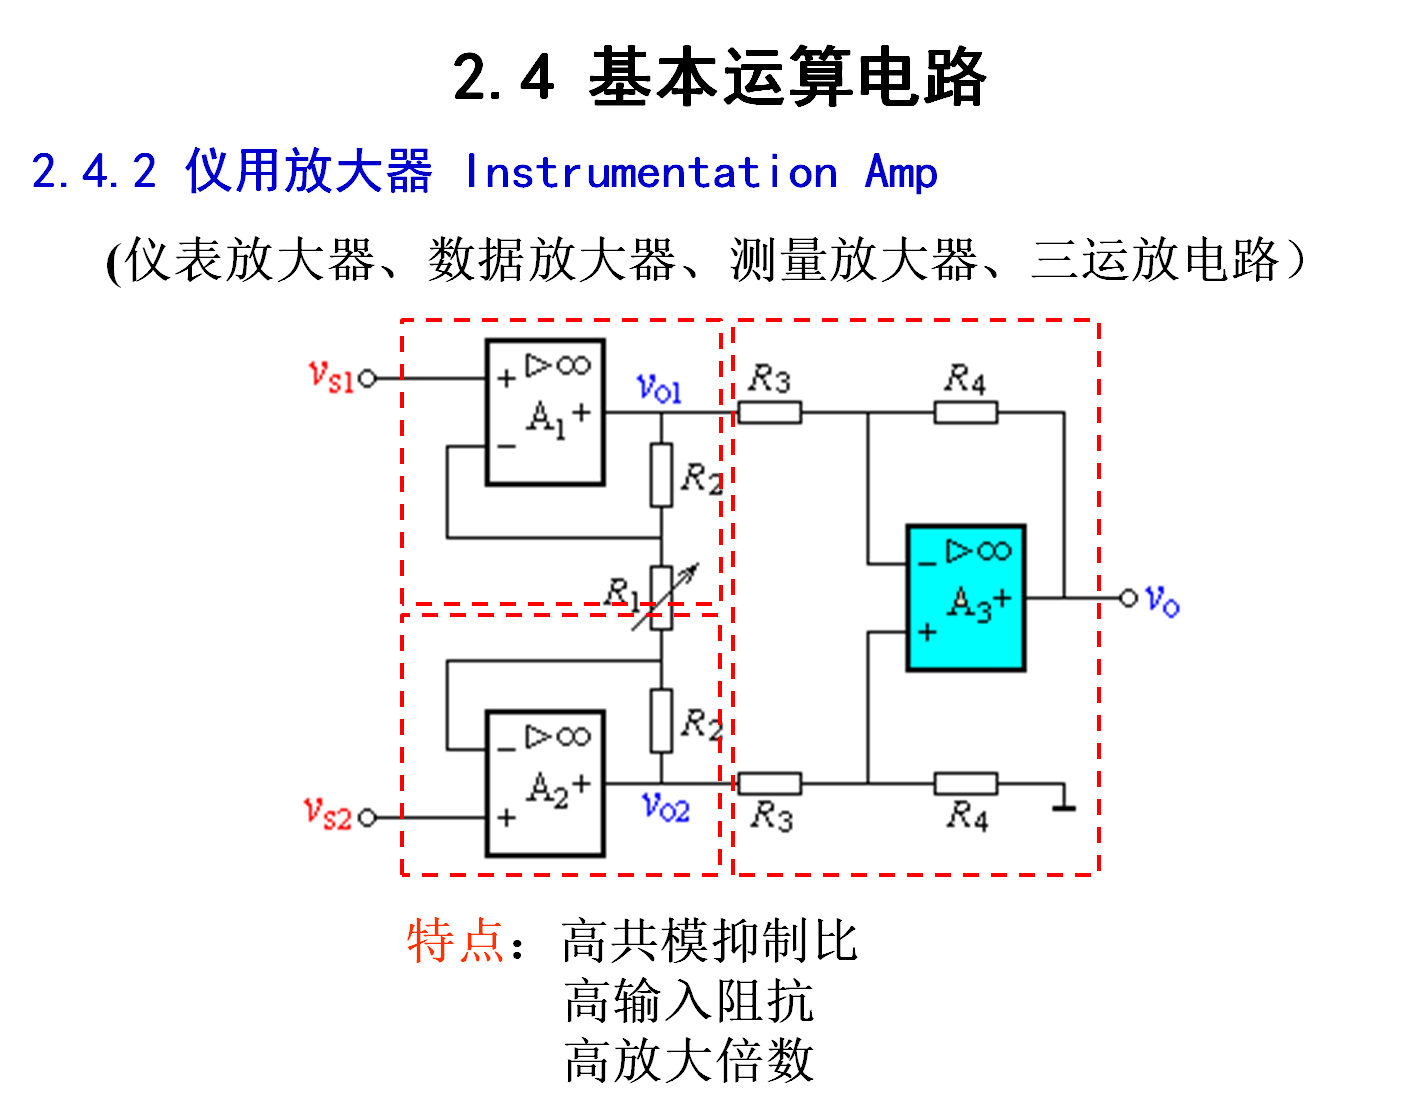 2.4 基本运算电路
2.4.2 仪用放大器 Instrumentation Amp
(仪表放大器、数据放大器、测量放大器、三运放电路）
vS1
+ ▷∞
A1 +
−
vO1
R3
R4
R2
R1
− ▷∞
A3 +
+
vO
− ▷∞
A2 +
+
R2
vS2
vO2
R3
R4
特点：高共模抑制比
高输入阻抗
高放大倍数